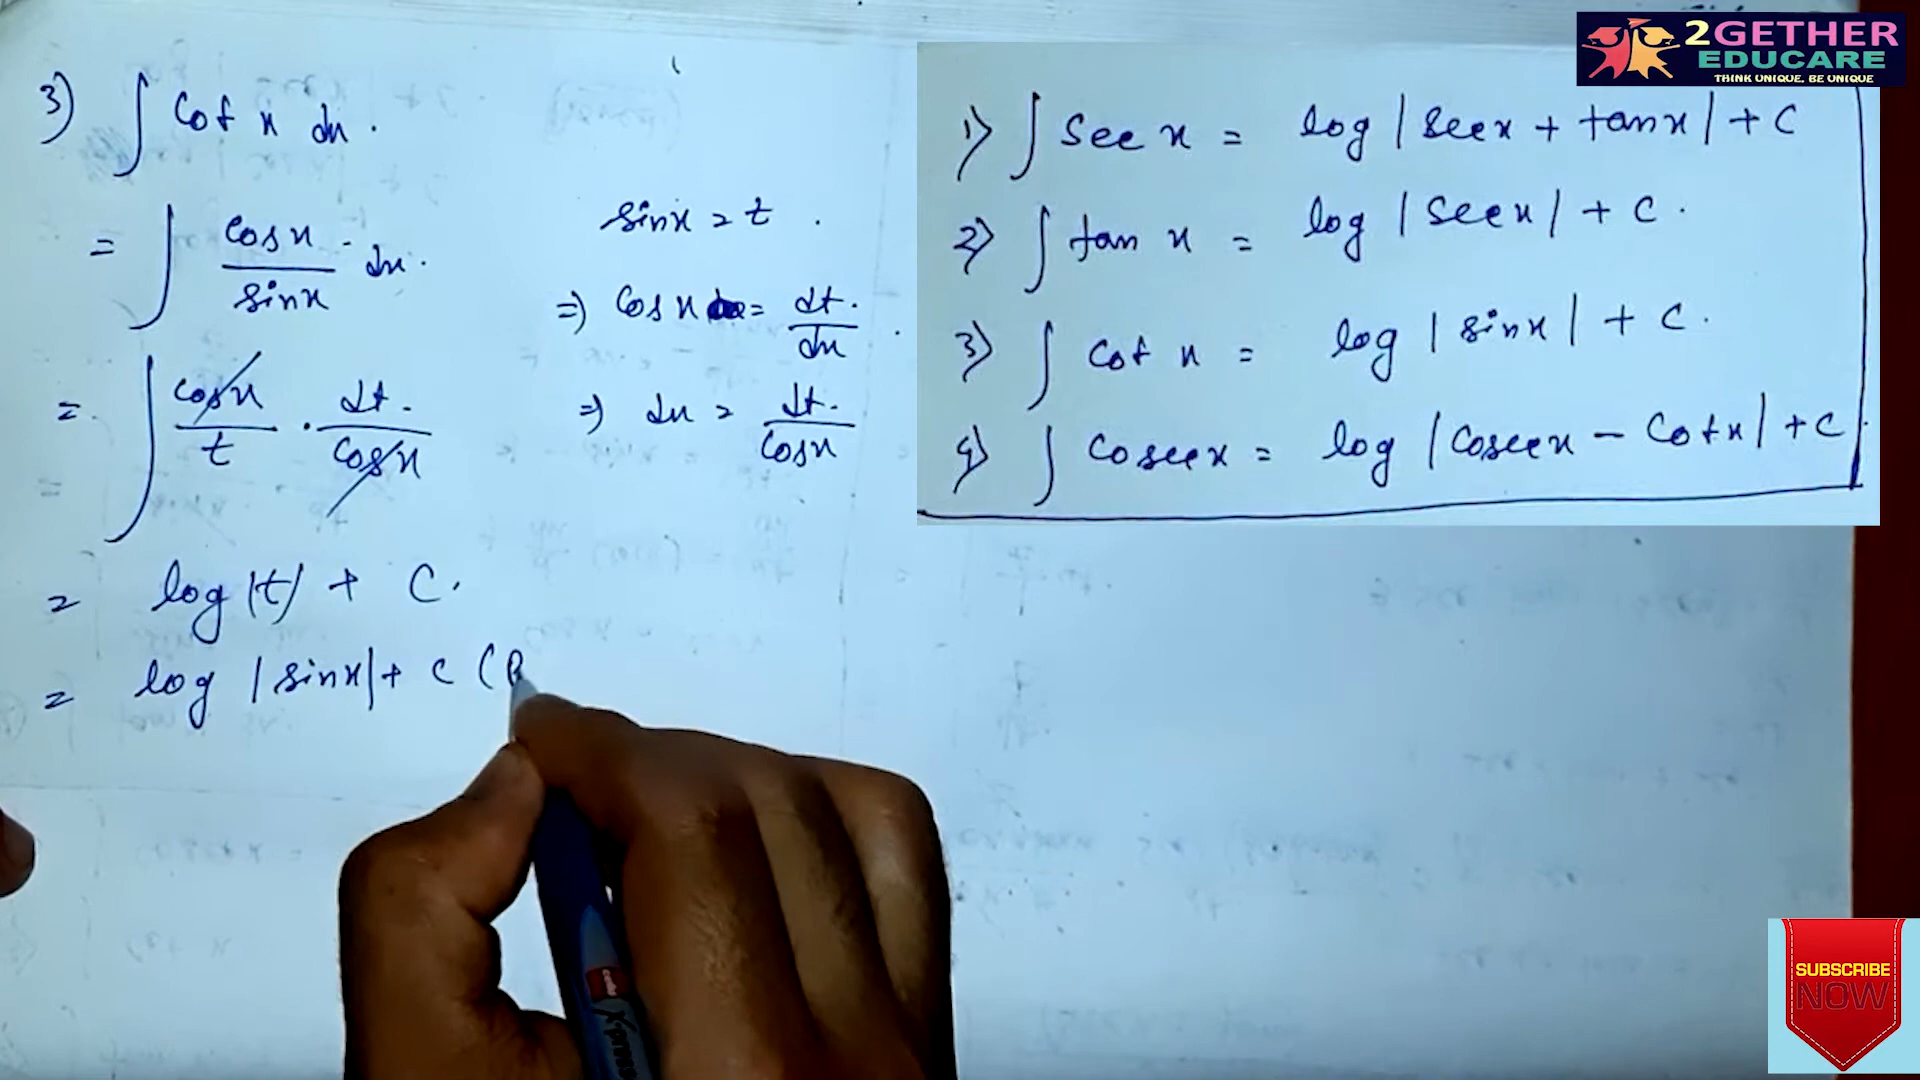 3) ∫ cot x dx.
= ∫ cos x / sin x . dx.
sin x = t .
⇒ cos x = dt. / dx
= ∫ cos x / t . dt. / cos x
⇒ dx = dt. / cos x
= log |t| + C.
= log |sin x| + C (
1) ∫ sec x = log |sec x + tan x| + C
2) ∫ tan x = log |sec x| + C.
3) ∫ cot x = log |sin x| + C.
4) ∫ cosec x = log |cosec x - cot x| + C.
2GETHER
EDUCARE
THINK UNIQUE, BE UNIQUE
cello
SUBSCRIBE
NOW